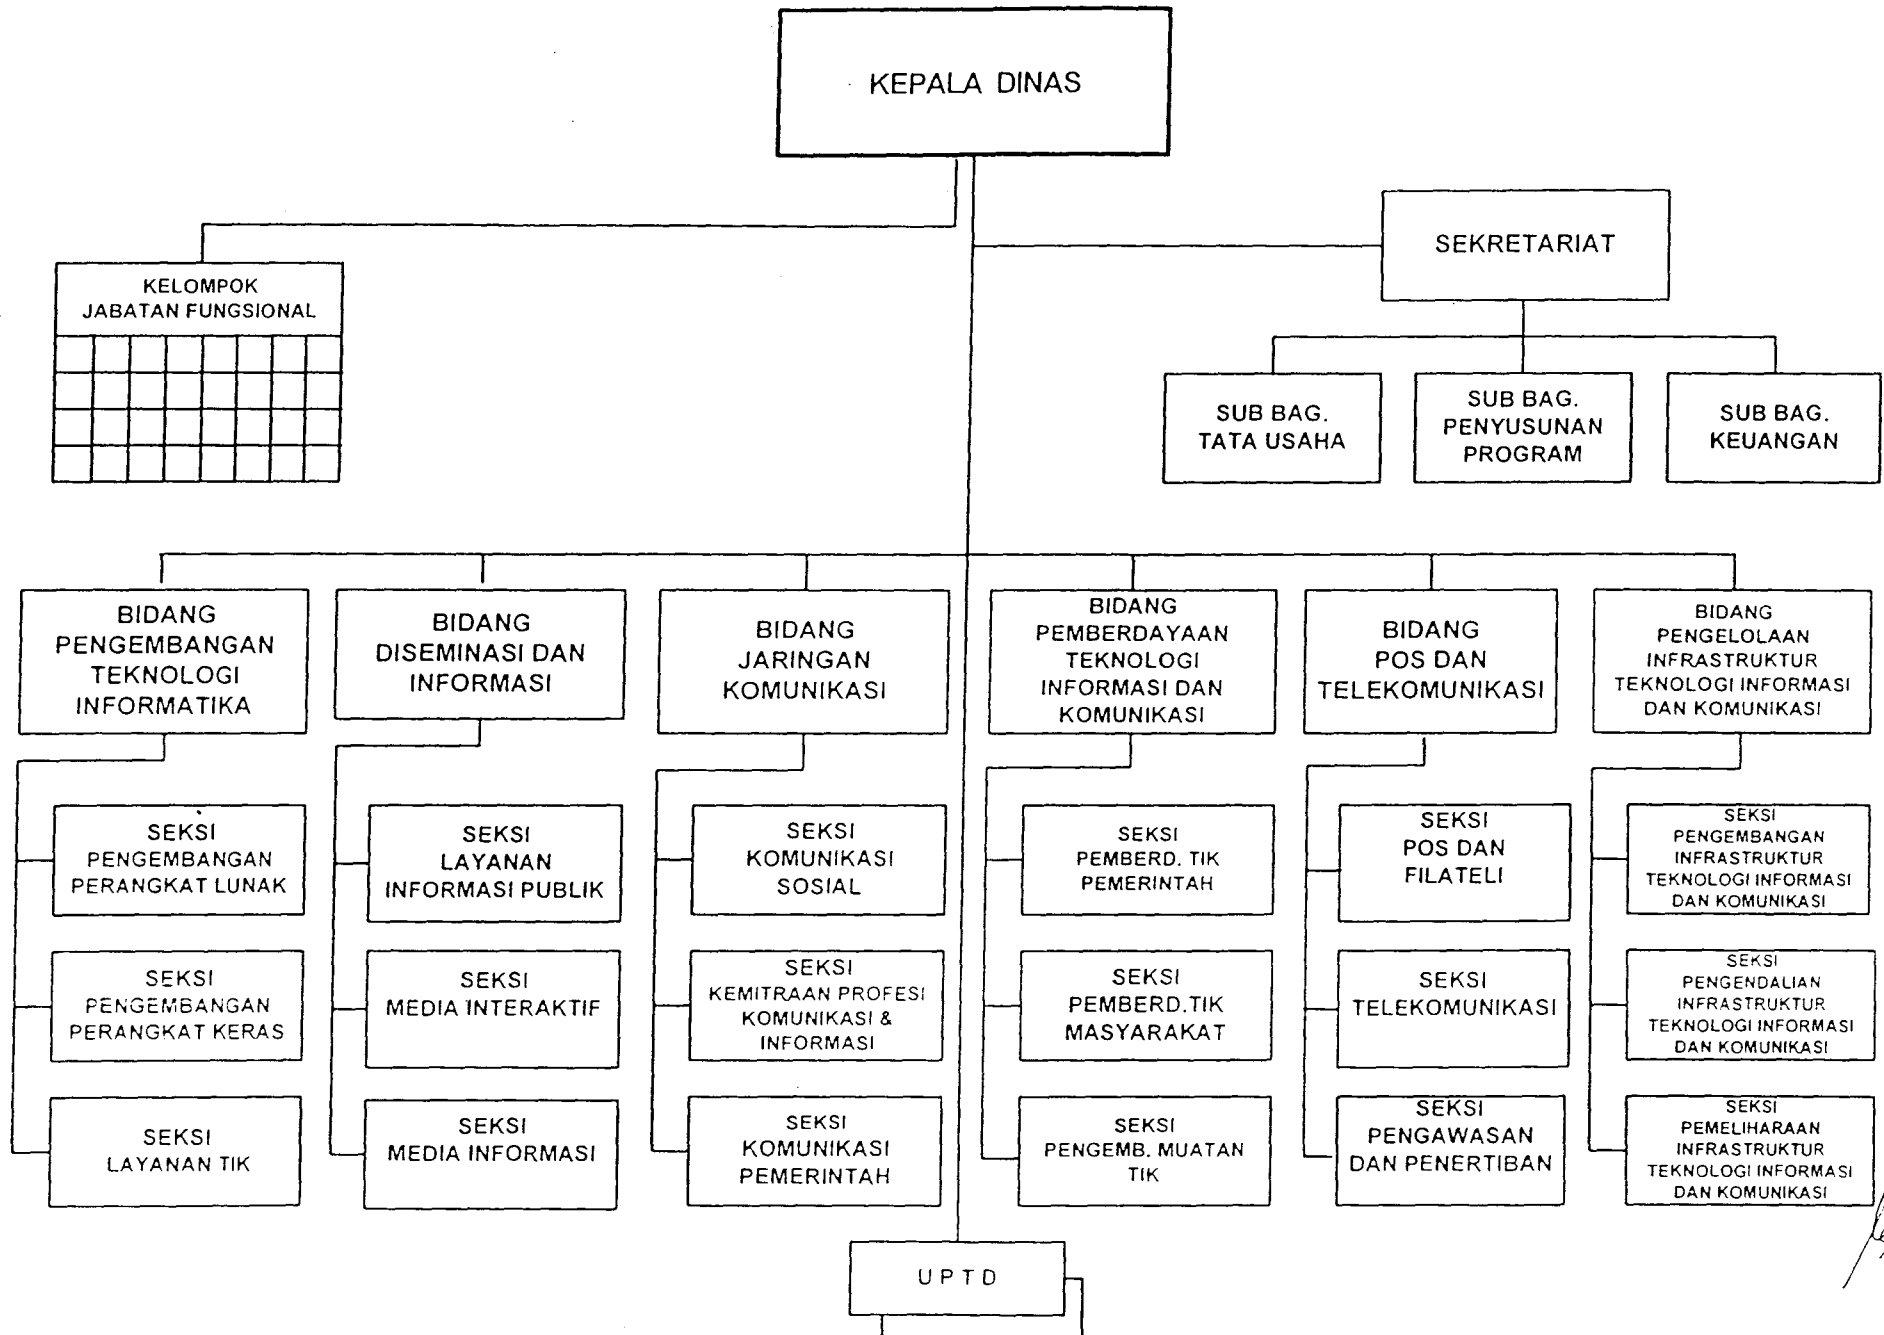 KEPALA DINAS
SEKRETARIAT
KELOMPOK
JABATAN FUNGSIONAL
SUB BAG.
TATA USAHA
SUB BAG.
PENYUSUNAN
PROGRAM
SUB BAG.
KEUANGAN
BIDANG
PENGEMBANGAN
TEKNOLOGI
INFORMATIKA
BIDANG
DISEMINASI DAN
INFORMASI
BIDANG
JARINGAN
KOMUNIKASI
BIDANG
PEMBERDAYAAN
TEKNOLOGI
INFORMASI DAN
KOMUNIKASI
BIDANG
POS DAN
TELEKOMUNIKASI
BIDANG
PENGELOLAAN
INFRASTRUKTUR
TEKNOLOGI INFORMASI
DAN KOMUNIKASI
SEKSI
PENGEMBANGAN
PERANGKAT LUNAK
SEKSI
LAYANAN
INFORMASI PUBLIK
SEKSI
KOMUNIKASI
SOSIAL
SEKSI
PEMBERD. TIK
PEMERINTAH
SEKSI
POS DAN
FILATELI
SEKSI
PENGEMBANGAN
INFRASTRUKTUR
TEKNOLOGI INFORMASI
DAN KOMUNIKASI
SEKSI
PENGEMBANGAN
PERANGKAT KERAS
SEKSI
MEDIA INTERAKTIF
SEKSI
KEMITRAAN PROFESI
KOMUNIKASI &
INFORMASI
SEKSI
PEMBERD.TIK
MASYARAKAT
SEKSI
TELEKOMUNIKASI
SEKSI
PENGENDALIAN
INFRASTRUKTUR
TEKNOLOGI INFORMASI
DAN KOMUNIKASI
SEKSI
LAYANAN TIK
SEKSI
MEDIA INFORMASI
SEKSI
KOMUNIKASI
PEMERINTAH
SEKSI
PENGEMB. MUATAN
TIK
SEKSI
PENGAWASAN
DAN PENERTIBAN
SEKSI
PEMELIHARAAN
INFRASTRUKTUR
TEKNOLOGI INFORMASI
DAN KOMUNIKASI
U P T D